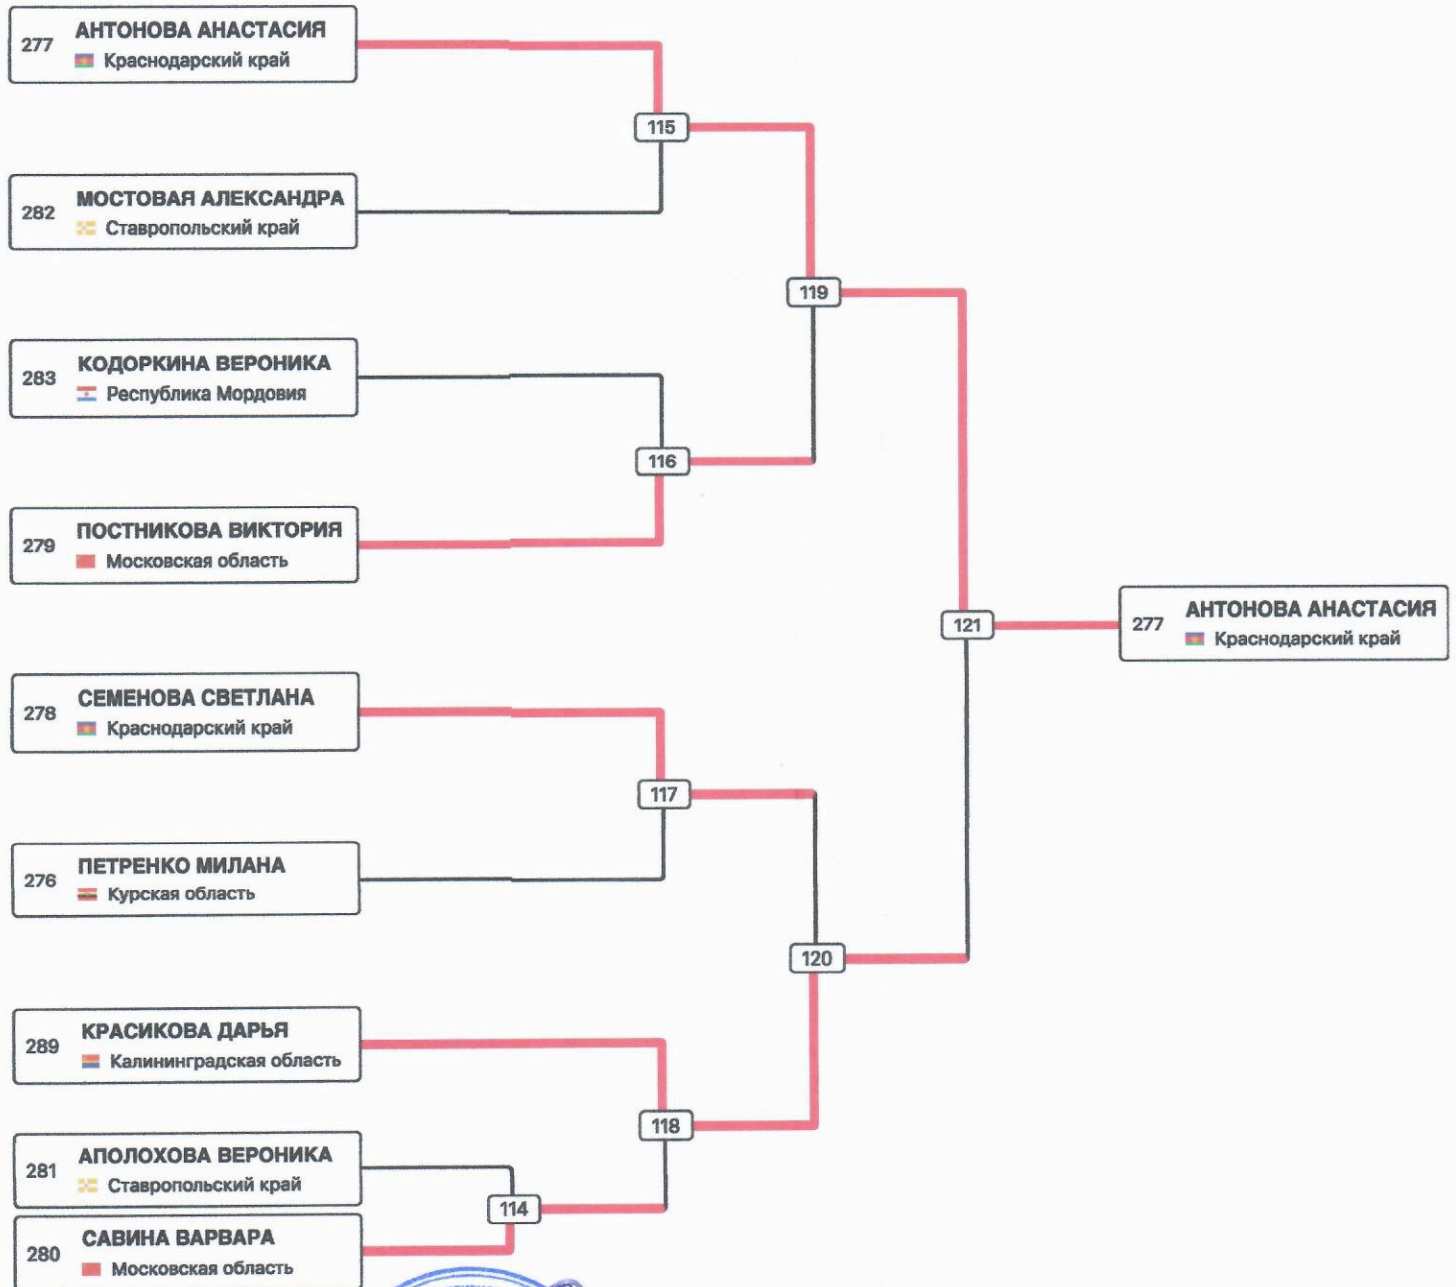 277 АНТОНОВА АНАСТАСИЯ
Краснодарский край
115
282 МОСТОВАЯ АЛЕКСАНДРА
Ставропольский край
119
283 КОДОРКИНА ВЕРОНИКА
Республика Мордовия
116
279 ПОСТНИКОВА ВИКТОРИЯ
Московская область
121
277 АНТОНОВА АНАСТАСИЯ
Краснодарский край
278 СЕМЕНОВА СВЕТЛАНА
Краснодарский край
117
276 ПЕТРЕНКО МИЛАНА
Курская область
120
289 КРАСИКОВА ДАРЬЯ
Калининградская область
118
281 АПОЛОХОВА ВЕРОНИКА
Ставропольский край
114
280 САВИНА ВАРВАРА
Московская область